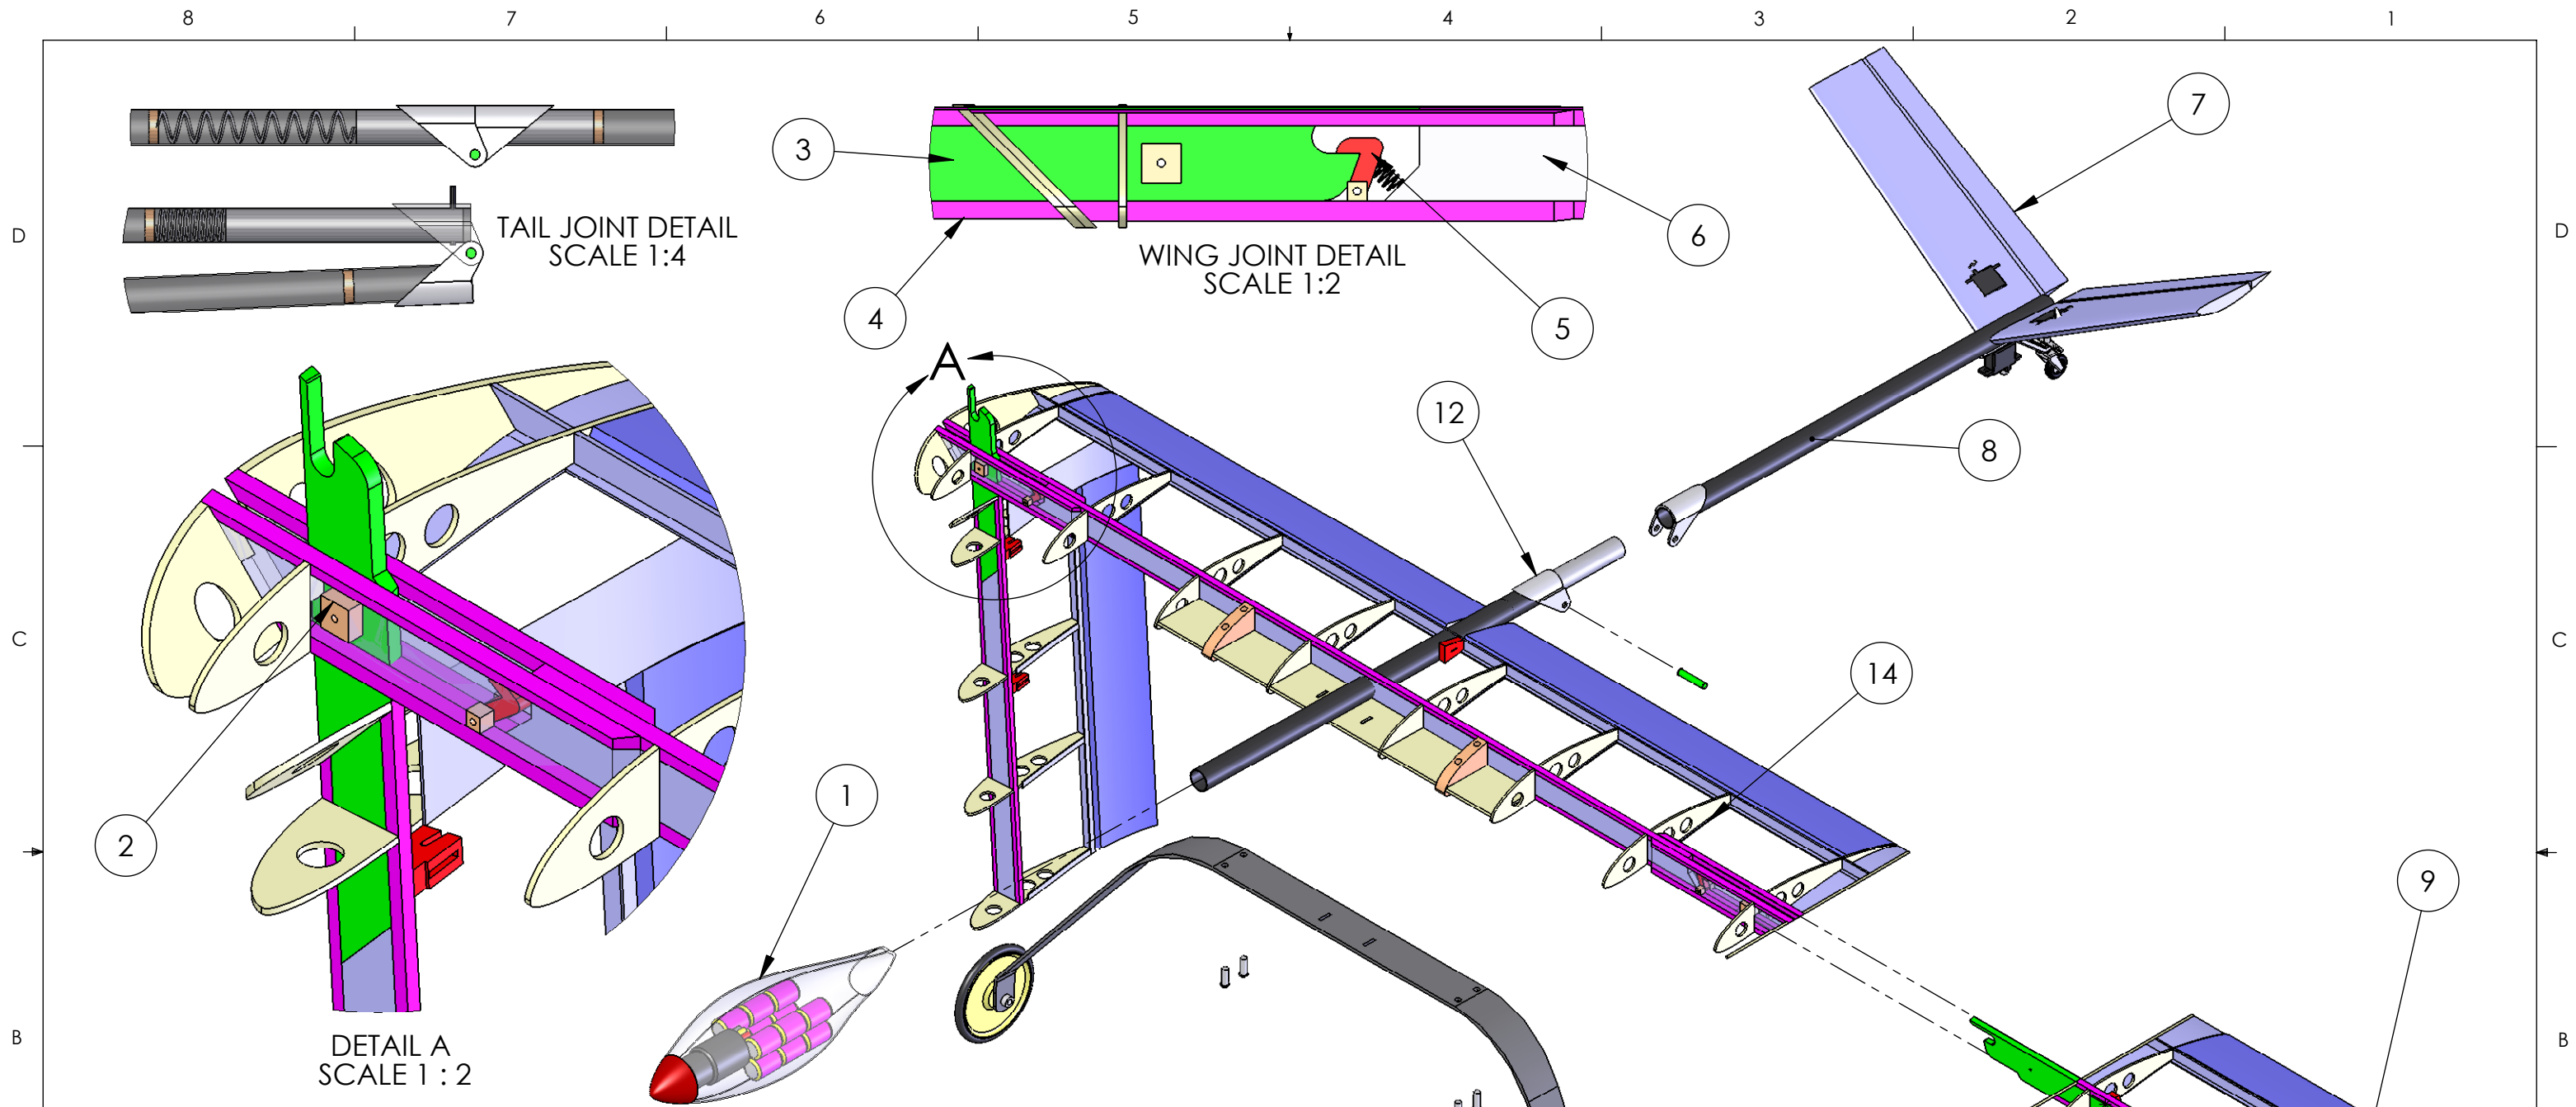 8 7 6 5 4 3 2 1
7
3
D D
TAIL JOINT DETAIL
SCALE 1:4
WING JOINT DETAIL
SCALE 1:2
6
4
5
A
12
8
C C
14
1
2
9
DETAIL A
SCALE 1 : 2
B B